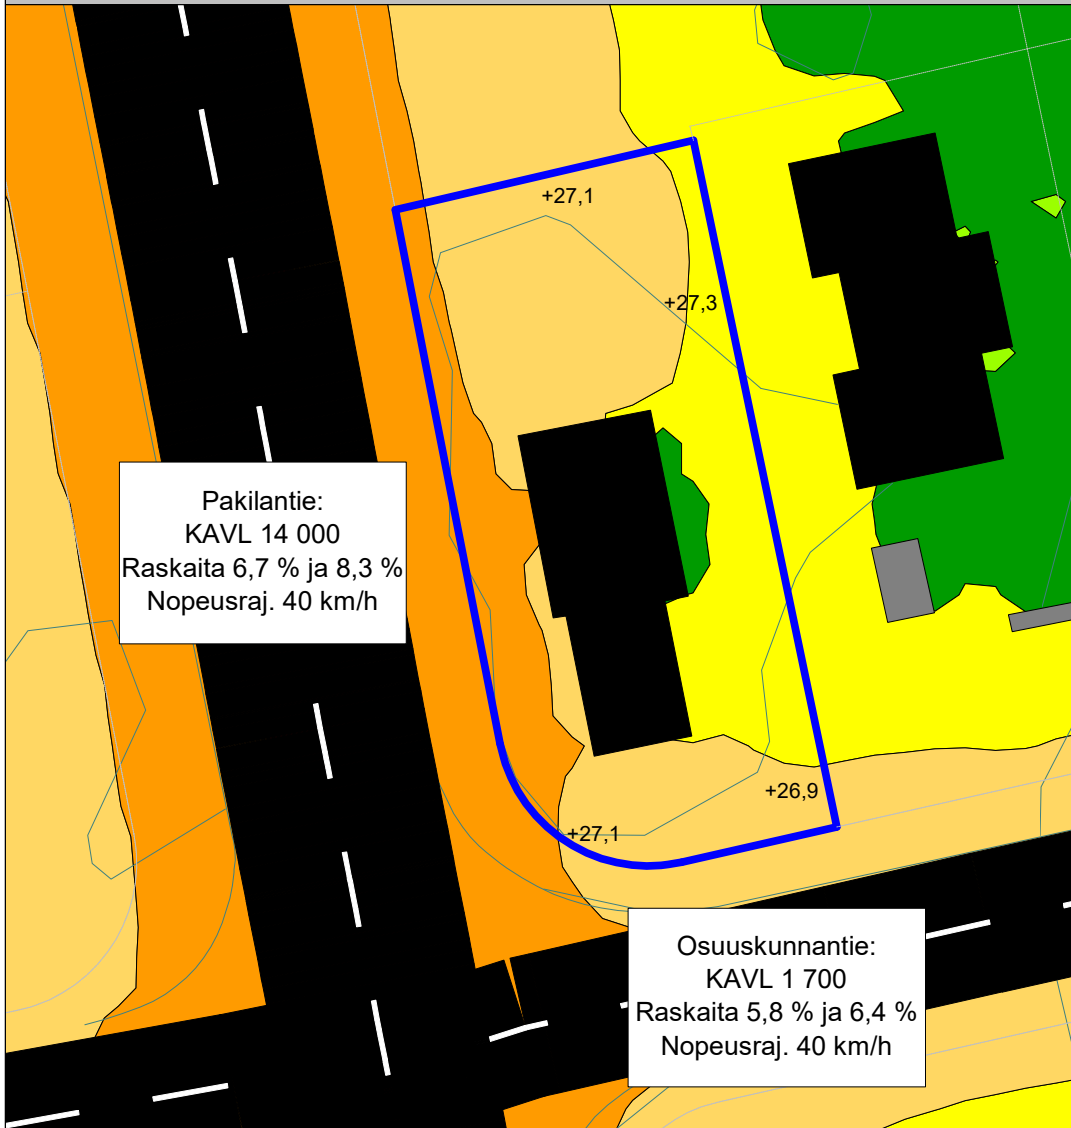 +27,1
+27,3
Pakilantie:
KAVL 14 000
Raskaita 6,7 % ja 8,3 %
Nopeusraj. 40 km/h
+26,9
+27,1
Osuuskunnantie:
KAVL 1 700
Raskaita 5,8 % ja 6,4 %
Nopeusraj. 40 km/h